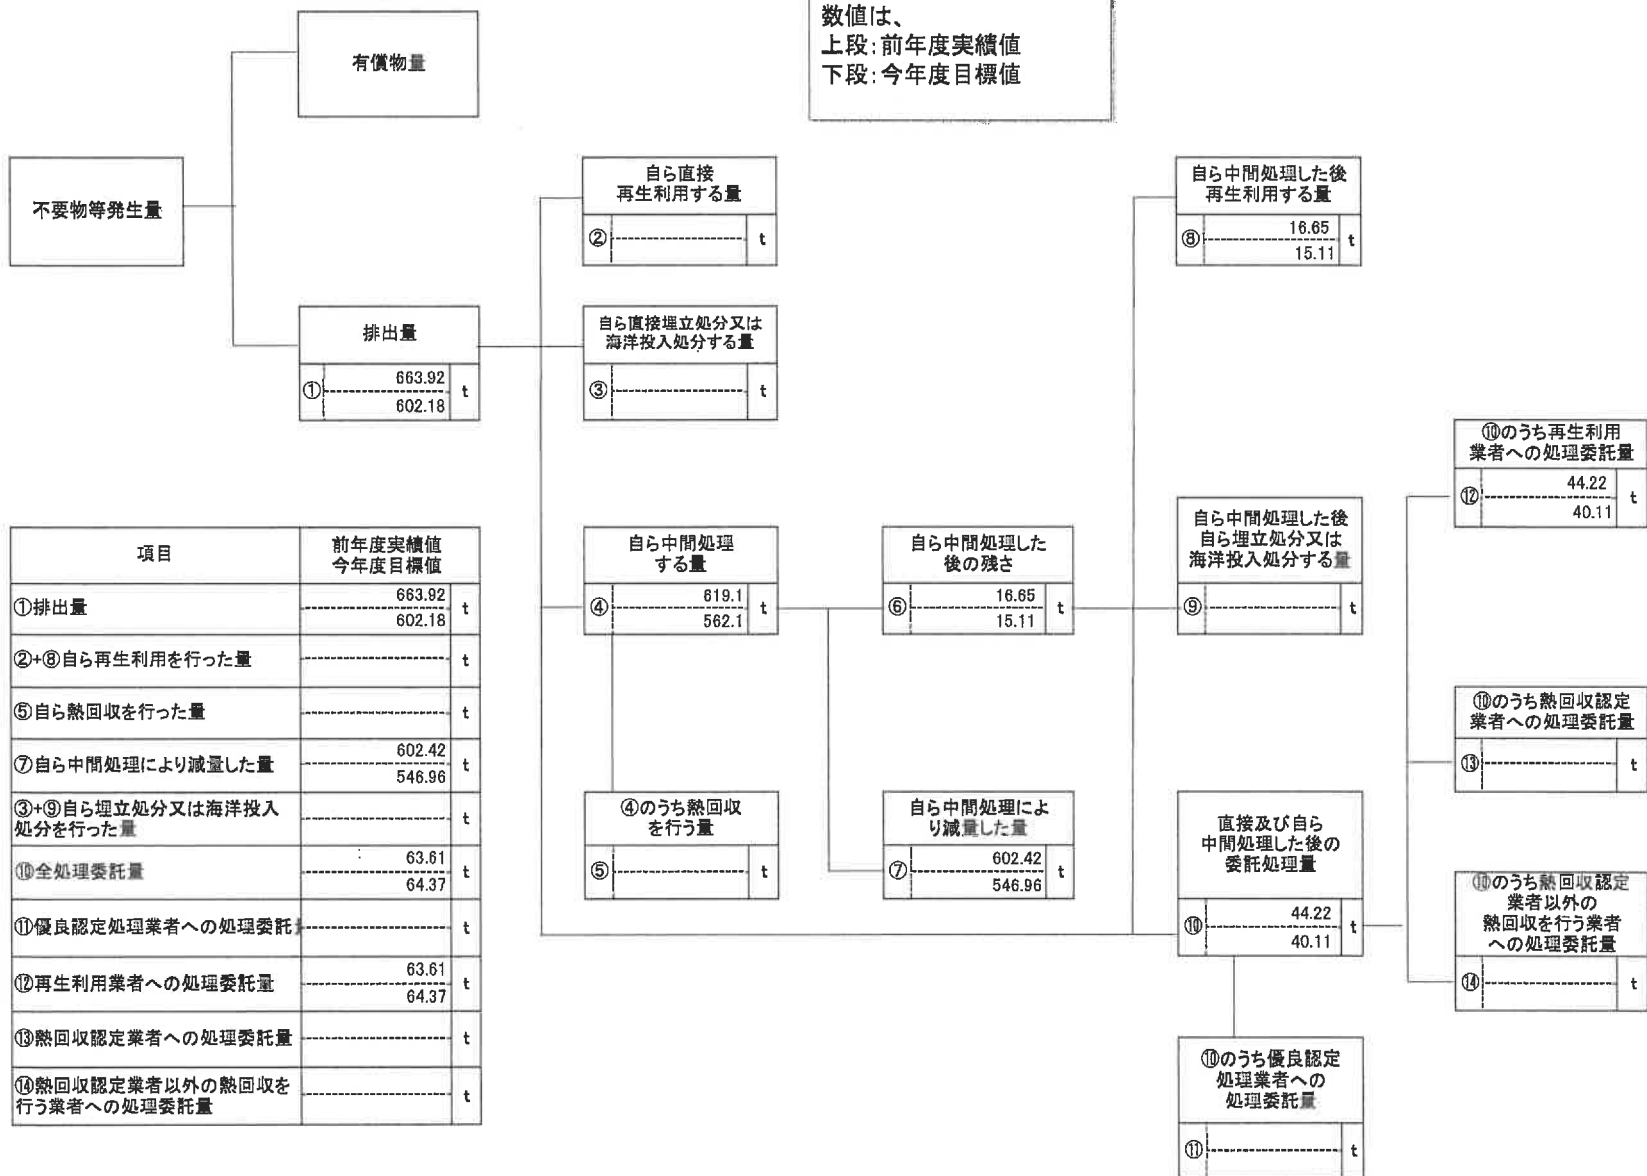 数値は、
上段：前年度実績値
下段：今年度目標値
有償物量
不要物等発生量
排出量
① 663.92 t
602.18
自ら直接
再生利用する量
② t
自ら直接埋立処分又は
海洋投入処分する量
③ t
自ら中間処理した後
再生利用する量
⑧ 16.65 t
15.11
自ら中間処理
する量
④ 619.1 t
562.1
自ら中間処理した
後の残さ
⑥ 16.65 t
15.11
自ら中間処理した後
自ら埋立処分又は
海洋投入処分する量
⑨ t
④のうち熱回収
を行う量
⑤ t
自ら中間処理によ
り減量した量
⑦ 602.42 t
546.96
直接及び自ら
中間処理した後の
委託処理量
⑩ 44.22 t
40.11
⑩のうち再生利用
業者への処理委託量
⑫ 44.22 t
40.11
⑩のうち熱回収認定
業者への処理委託量
⑬ t
⑩のうち熱回収認定
業者以外の
熱回収を行う業者
への処理委託量
⑭ t
⑩のうち優良認定
処理業者への
処理委託量
⑪ t
項目 前年度実績値
今年度目標値
①排出量 663.92 t
602.18
②+⑧自ら再生利用を行った量 t
⑤自ら熱回収を行った量 t
⑦自ら中間処理により減量した量 602.42 t
546.96
③+⑨自ら埋立処分又は海洋投入
処分を行った量 t
⑩全処理委託量 63.61 t
64.37
⑪優良認定処理業者への処理委託 t
⑫再生利用業者への処理委託量 63.61 t
64.37
⑬熱回収認定業者への処理委託量 t
⑭熱回収認定業者以外の熱回収を
行う業者への処理委託量 t